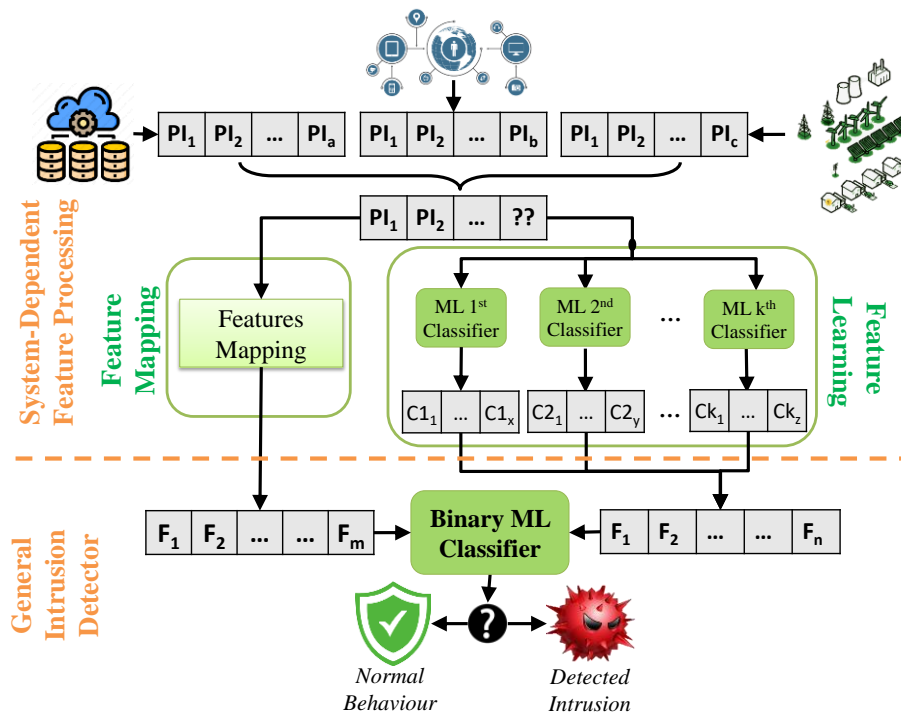 PI1 PI2 ... PIa
PI1 PI2 ... PIb
PI1 PI2 ... PIc
PI1 PI2 ... ??
System-Dependent
Feature Processing
Feature
Mapping
Features
Mapping
ML 1st
Classifier
ML 2nd
Classifier
...
ML kth
Classifier
Feature
Learning
C11 ... C1x
C21 ... C2y
...
Ck1 ... Ckz
General
Intrusion
Detector
F1 F2 ... ... Fm
Binary ML
Classifier
F1 F2 ... ... Fn
?
Normal
Behaviour
Detected
Intrusion